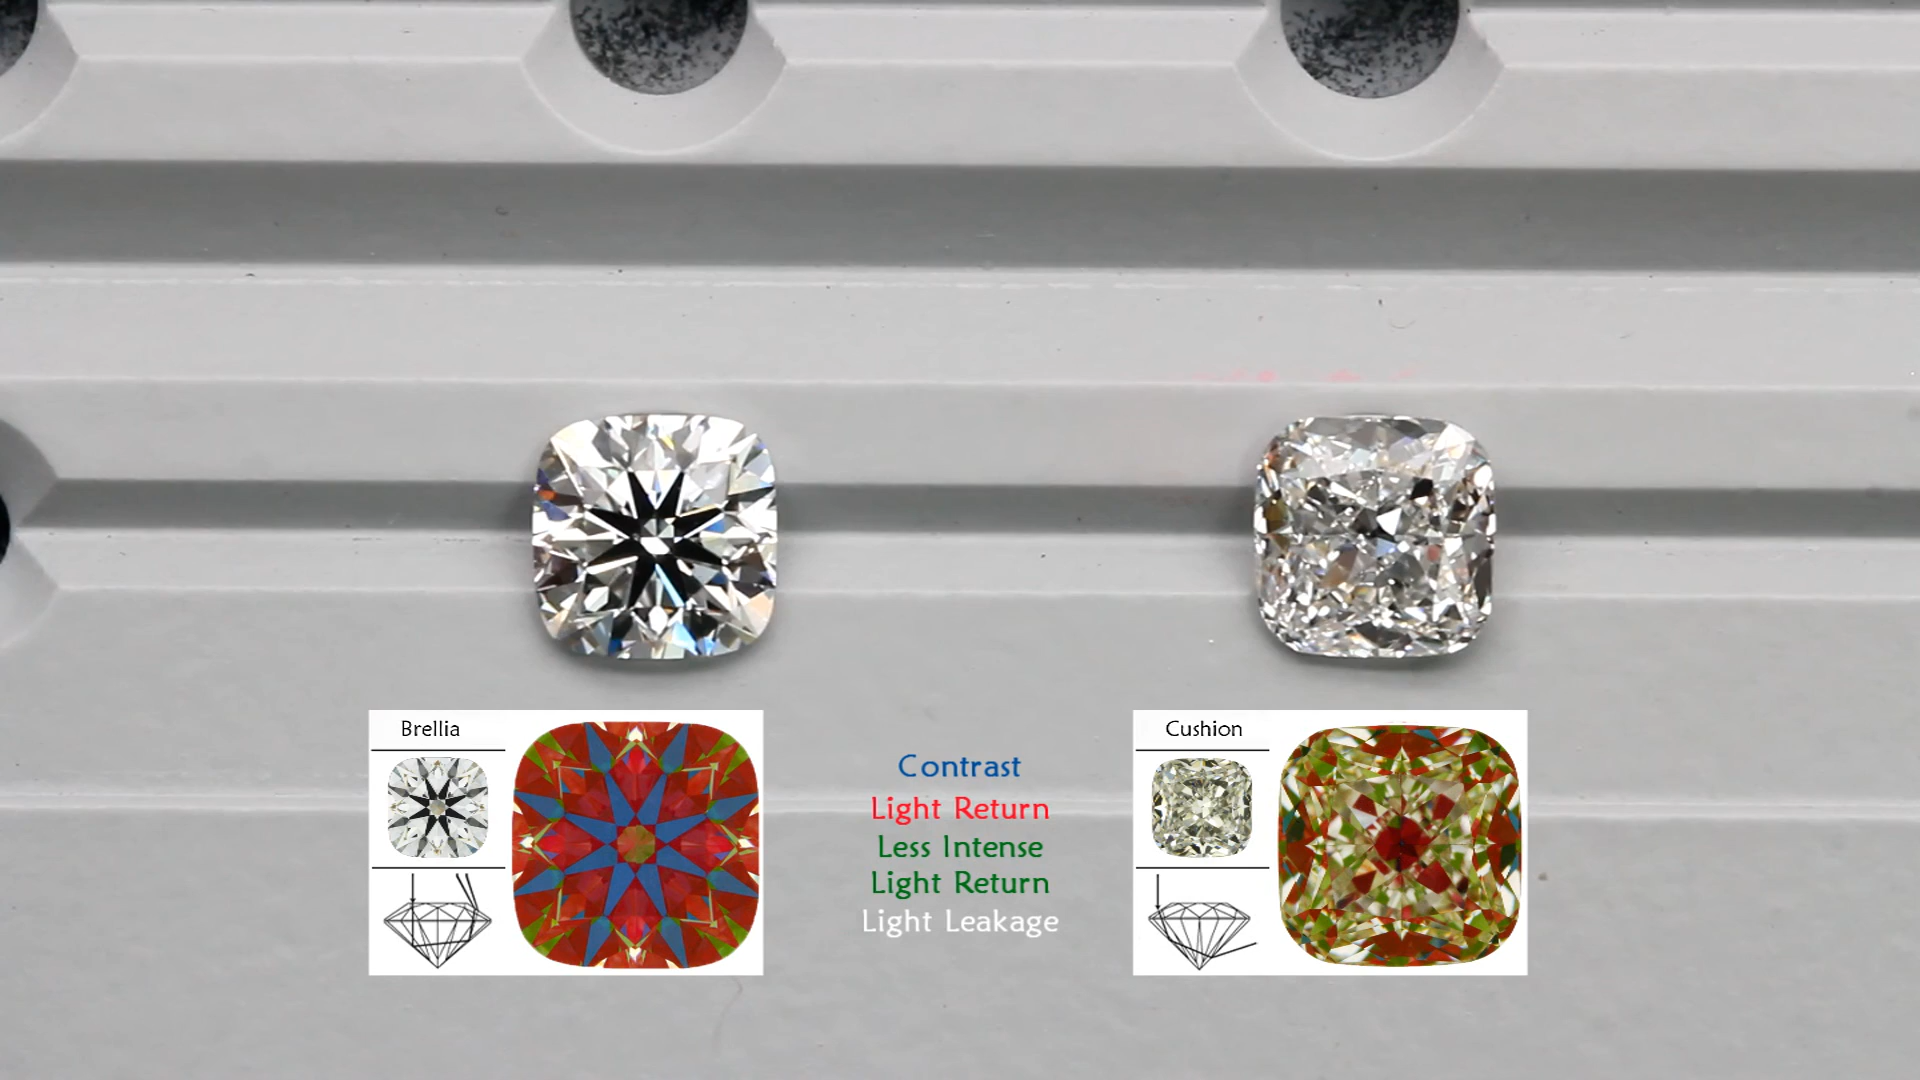 Brellia
Contrast
Light Return
Less Intense
Light Return
Light Leakage
Cushion